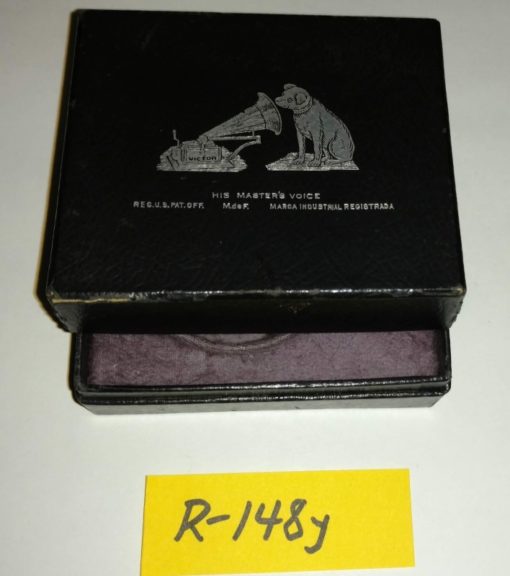 VICTOR
HIS MASTER'S VOICE
REG.U.S.PAT.OFF. M.deF. MARCA INDUSTRIAL REGISTRADA
R-148y